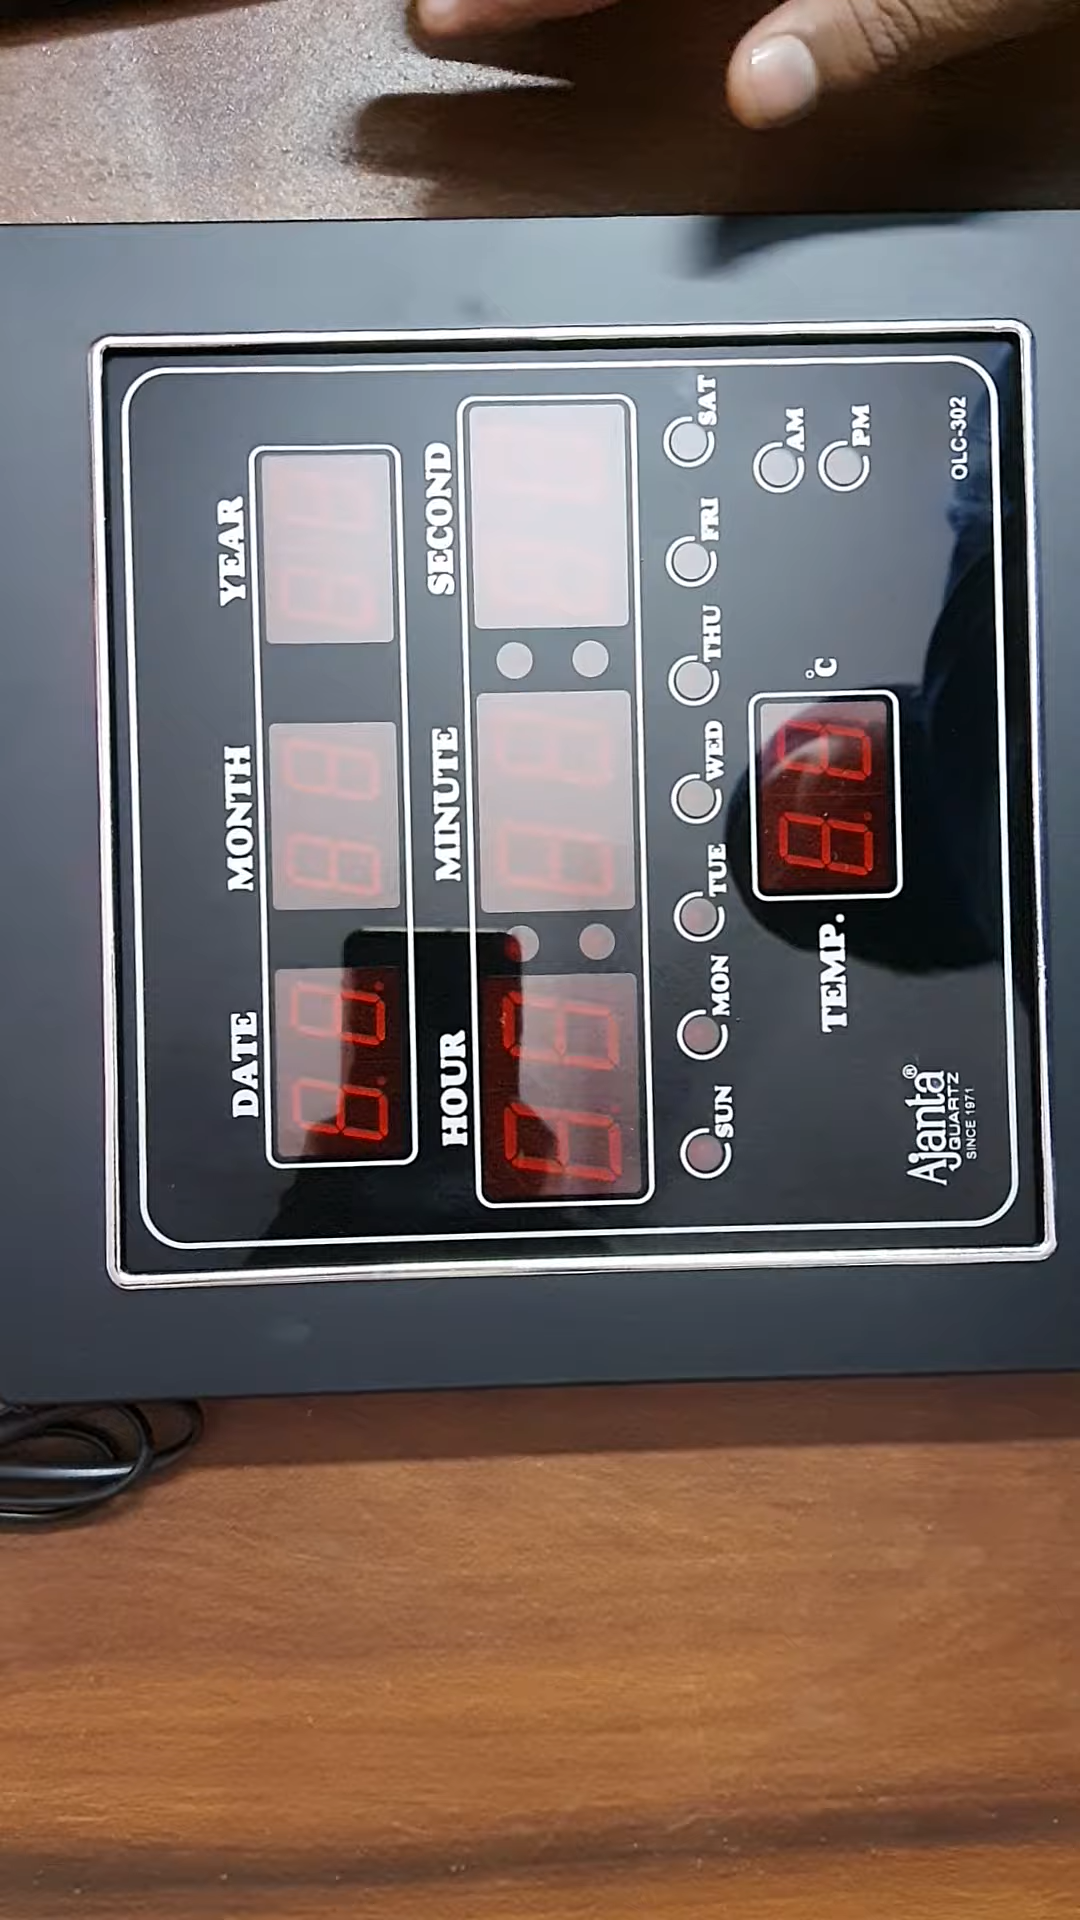 DATE MONTH YEAR
HOUR MINUTE SECOND
SUN MON TUE WED THU FRI SAT
TEMP. °C
AM
PM
Ajanta®
QUARTZ
SINCE 1971
OLC-302